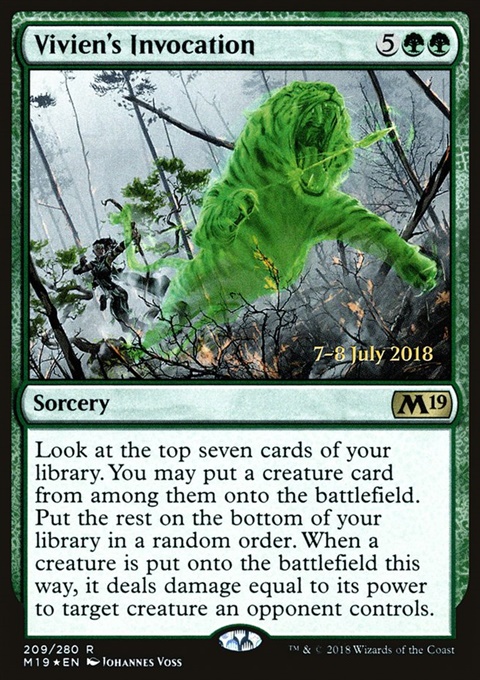 Vivien's Invocation 5
7–8 July 2018
Sorcery M19
Look at the top seven cards of your
library. You may put a creature card
from among them onto the battlefield.
Put the rest on the bottom of your
library in a random order. When a
creature is put onto the battlefield this
way, it deals damage equal to its power
to target creature an opponent controls.
209/280 R
M19★EN Johannes Voss
™ & © 2018 Wizards of the Coast